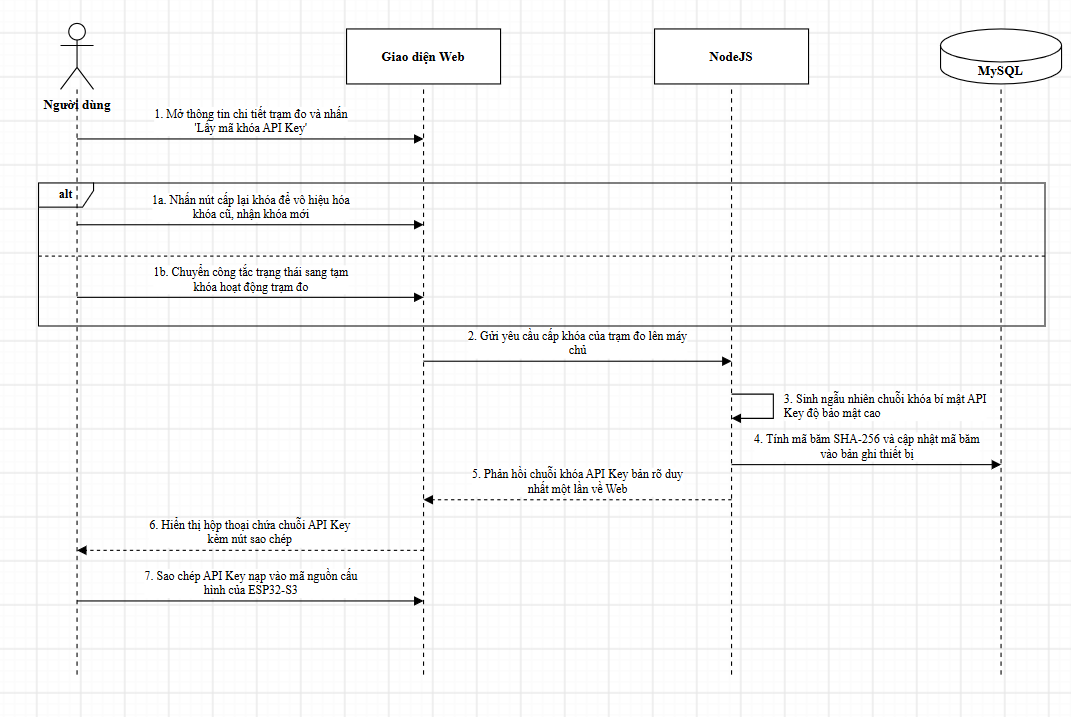 Người dùng
Giao diện Web
NodeJS
MySQL
1. Mở thông tin chi tiết trạm đo và nhấn
'Lấy mã khóa API Key'
alt
1a. Nhấn nút cấp lại khóa để vô hiệu hóa
khóa cũ, nhận khóa mới
1b. Chuyển công tắc trạng thái sang tạm
khóa hoạt động trạm đo
2. Gửi yêu cầu cấp khóa của trạm đo lên máy
chủ
3. Sinh ngẫu nhiên chuỗi khóa bí mật API
Key độ bảo mật cao
4. Tính mã băm SHA-256 và cập nhật mã băm
vào bản ghi thiết bị
5. Phản hồi chuỗi khóa API Key bản rõ duy
nhất một lần về Web
6. Hiển thị hộp thoại chứa chuỗi API Key
kèm nút sao chép
7. Sao chép API Key nạp vào mã nguồn cấu
hình của ESP32-S3